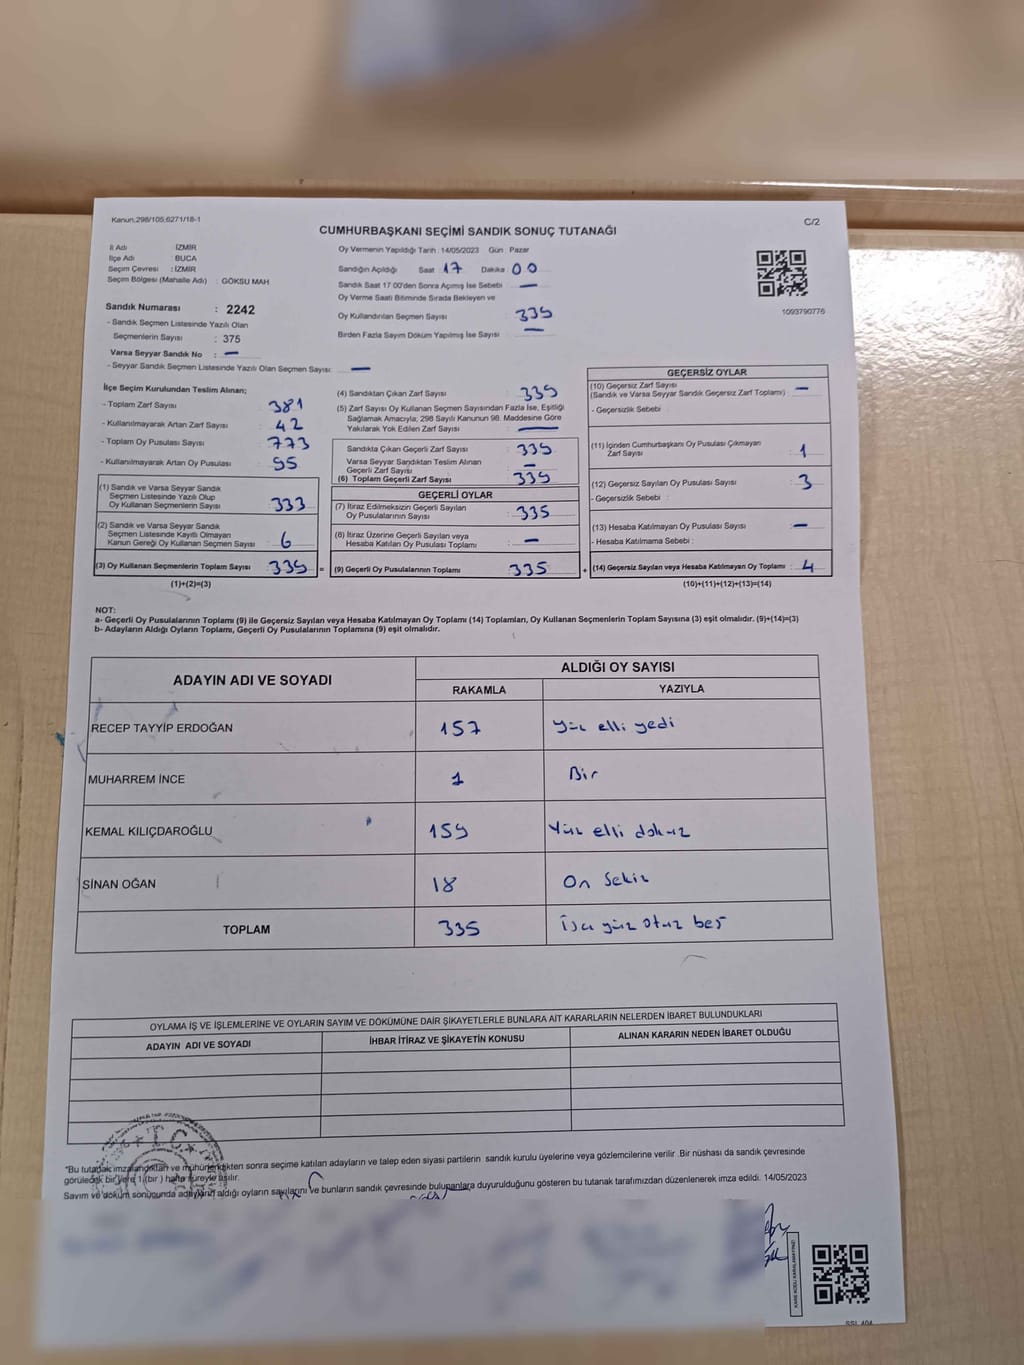 Kanun:298/105;6271/18-1
C/2
CUMHURBAŞKANI SEÇİMİ SANDIK SONUÇ TUTANAĞI
İl Adı : İZMİR
İlçe Adı : BUCA
Seçim Çevresi : İZMİR
Seçim Bölgesi (Mahalle Adı) : GÖKSU MAH
Sandık Numarası : 2242
- Sandık Seçmen Listesinde Yazılı Olan
Seçmenlerin Sayısı : 375
Varsa Seyyar Sandık No : —
- Seyyar Sandık Seçmen Listesinde Yazılı Olan Seçmen Sayısı: —
Oy Vermenin Yapıldığı Tarih : 14/05/2023 Gün : Pazar
Sandığın Açıldığı Saat 17 Dakika 00
Sandık Saat 17:00'den Sonra Açımış İse Sebebi : —
Oy Verme Saati Bitiminde Sırada Bekleyen ve
Oy Kullandırılan Seçmen Sayısı : 339
Birden Fazla Sayım Döküm Yapılmış İse Sayısı : —
1093790776
İlçe Seçim Kurulundan Teslim Alınan;
- Toplam Zarf Sayısı : 381
- Kullanılmayarak Artan Zarf Sayısı : 42
- Toplam Oy Pusulası Sayısı : 773
- Kullanılmayarak Artan Oy Pusulası : 95
(1) Sandık ve Varsa Seyyar Sandık
Seçmen Listesinde Yazılı Olup
Oy Kullanan Seçmenlerin Sayısı : 333
(2) Sandık ve Varsa Seyyar Sandık
Seçmen Listesinde Kayıtlı Olmayan
Kanun Gereği Oy Kullanan Seçmen Sayısı : 6
(3) Oy Kullanan Seçmenlerin Toplam Sayısı : 339 =
(1)+(2)=(3)
(4) Sandıktan Çıkan Zarf Sayısı : 339
(5) Zarf Sayısı Oy Kullanan Seçmen Sayısından Fazla İse, Eşitliği
Sağlamak Amacıyla; 298 Sayılı Kanunun 98. Maddesine Göre
Yakılarak Yok Edilen Zarf Sayısı : —
Sandıkta Çıkan Geçerli Zarf Sayısı : 339
Varsa Seyyar Sandıktan Teslim Alınan
Geçerli Zarf Sayısı : —
(6) Toplam Geçerli Zarf Sayısı : 339
GEÇERLİ OYLAR
(7) İtiraz Edilmeksizin Geçerli Sayılan
Oy Pusulalarının Sayısı : 335
(8) İtiraz Üzerine Geçerli Sayılan veya
Hesaba Katılan Oy Pusulası Toplamı : —
(9) Geçerli Oy Pusulalarının Toplamı : 335 +
GEÇERSİZ OYLAR
(10) Geçersiz Zarf Sayısı
(Sandık ve Varsa Seyyar Sandık Geçersiz Zarf Toplamı) : —
- Geçersizlik Sebebi :
(11) İçinden Cumhurbaşkanı Oy Pusulası Çıkmayan
Zarf Sayısı : 1
(12) Geçersiz Sayılan Oy Pusulası Sayısı : 3
- Geçersizlik Sebebi :
(13) Hesaba Katılmayan Oy Pusulası Sayısı : —
- Hesaba Katılmama Sebebi :
(14) Geçersiz Sayılan veya Hesaba Katılmayan Oy Toplamı : 4
(10)+(11)+(12)+(13)=(14)
NOT:
a- Geçerli Oy Pusulalarının Toplamı (9) ile Geçersiz Sayılan veya Hesaba Katılmayan Oy Toplamı (14) Toplamları, Oy Kullanan Seçmenlerin Toplam Sayısına (3) eşit olmalıdır. (9)+(14)=(3)
b- Adayların Aldığı Oyların Toplamı, Geçerli Oy Pusulalarının Toplamına (9) eşit olmalıdır.
ADAYIN ADI VE SOYADI
ALDIĞI OY SAYISI
RAKAMLA YAZIYLA
RECEP TAYYİP ERDOĞAN 157 Yüz elli yedi
MUHARREM İNCE 1 Bir
KEMAL KILIÇDAROĞLU 159 Yüz elli dokuz
SİNAN OĞAN 18 On Sekiz
TOPLAM 335 Üç yüz otuz beş
OYLAMA İŞ VE İŞLEMLERİNE VE OYLARIN SAYIM VE DÖKÜMÜNE DAİR ŞİKAYETLERLE BUNLARA AİT KARARLARIN NELERDEN İBARET BULUNDUKLARI
ADAYIN ADI VE SOYADI İHBAR İTİRAZ VE ŞİKAYETİN KONUSU ALINAN KARARIN NEDEN İBARET OLDUĞU
T.C.
"Bu tutanak imzalandıktan ve mühürlendikten sonra seçime katılan adayların ve talep eden siyasi partilerin sandık kurulu üyelerine veya gözlemcilerine verilir .Bir nüshası da sandık çevresinde
görülecek bir yere 1 (bir ) hafta süreyle asılır.
Sayım ve döküm sonucunda adayların aldığı oyların sayılarını ve bunların sandık çevresinde bulunanlara duyurulduğunu gösteren bu tutanak tarafımızdan düzenlenerek imza edildi. 14/05/2023
KARE KODU KARALAMAYINIZ!